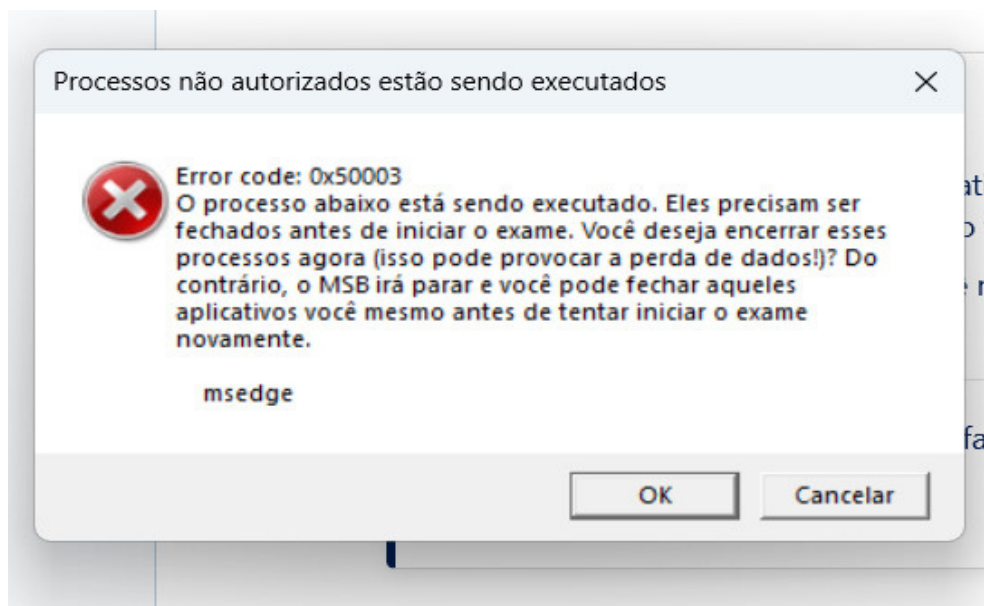 Processos não autorizados estão sendo executados
Error code: 0x50003
O processo abaixo está sendo executado. Eles precisam ser
fechados antes de iniciar o exame. Você deseja encerrar esses
processos agora (isso pode provocar a perda de dados!)? Do
contrário, o MSB irá parar e você pode fechar aqueles
aplicativos você mesmo antes de tentar iniciar o exame
novamente.
msedge
OK Cancelar